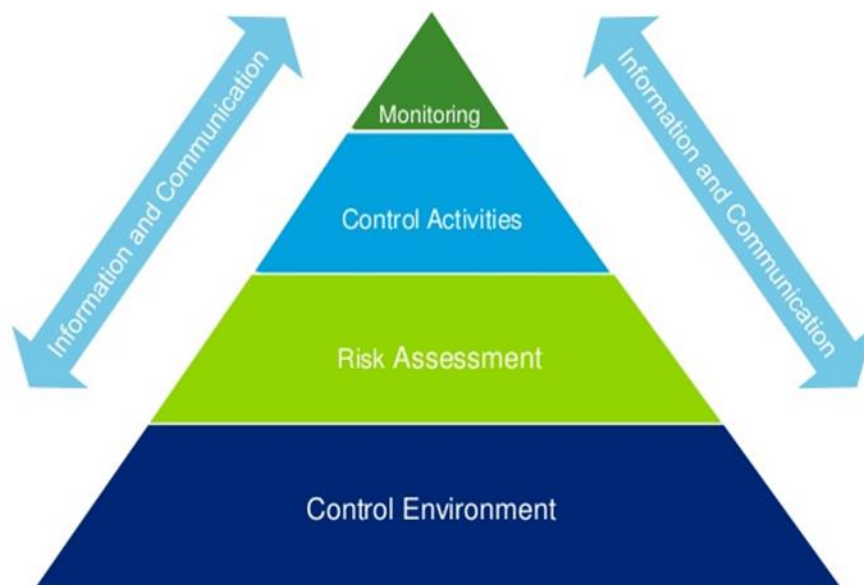 Information and Communication
Information and Communication
Monitoring
Control Activities
Risk Assessment
Control Environment